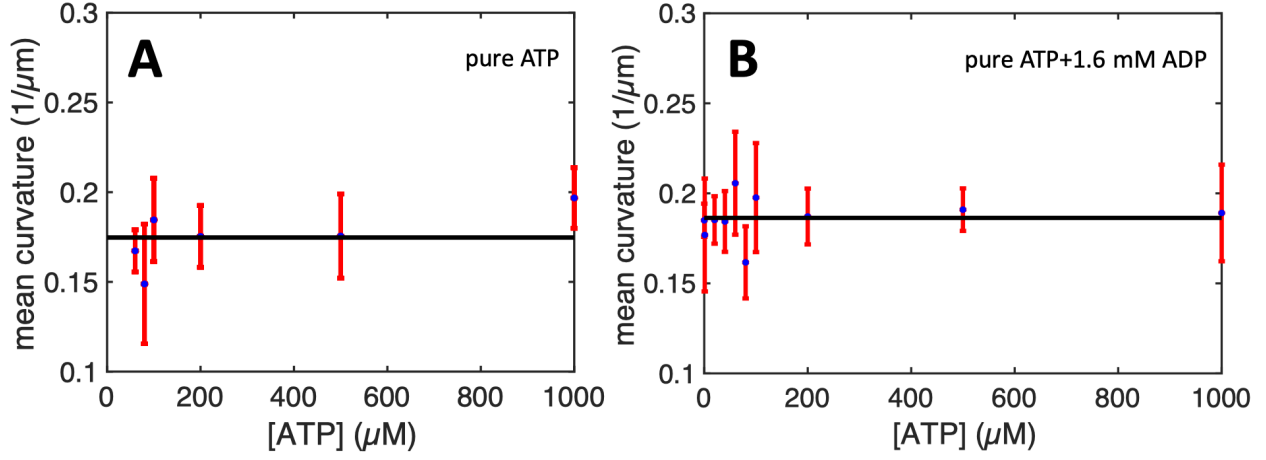 A
pure ATP
mean curvature (1/µm)
0.3
0.25
0.2
0.15
0.1
0 200 400 600 800 1000
[ATP] (µM)
B
pure ATP+1.6 mM ADP
mean curvature (1/µm)
0.3
0.25
0.2
0.15
0.1
0 200 400 600 800 1000
[ATP] (µM)